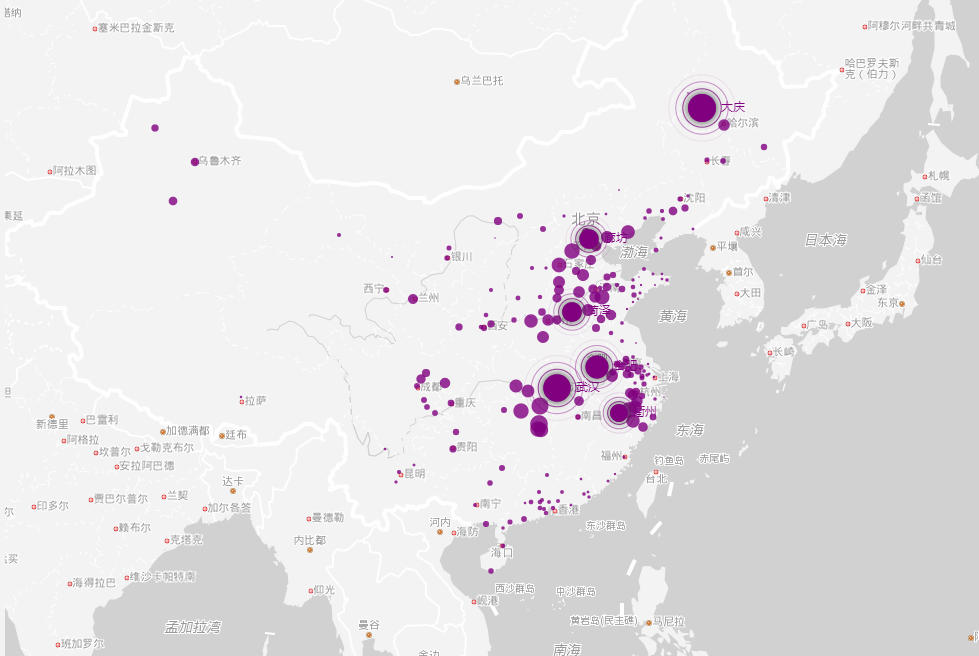 塞米巴拉金斯克
阿穆尔河畔共青城
哈巴罗夫斯
克（伯力）
乌兰巴托
大庆
哈尔滨
长春
乌鲁木齐
阿拉木图
札幌
沈阳
清津
函馆
北京
廊坊
咸兴
日本海
平壤
渤海
银川
石家庄
仙台
首尔
西宁
兰州
大田
金泽
东京
菏泽
黄海
西安
广岛
大阪
长崎
合肥
上海
成都
武汉
杭州
拉萨
重庆
南昌
衢州
新德里
巴雷利
加德满都
廷布
东海
阿格拉
戈勒克布尔
贵阳
坎普尔
福州
钓鱼岛
赤尾屿
安拉阿巴德
昆明
台北
达卡
印多尔
贾巴尔普尔
兰契
加尔各答
南宁
香港
曼德勒
河内
东沙群岛
赖布尔
海防
克塔克
内比都
海口
维沙卡帕特南
海得拉巴
仰光
西沙群岛
中沙群岛
岘港
黄岩岛(民主礁)
马尼拉
孟加拉湾
曼谷
班加罗尔
南海
金边